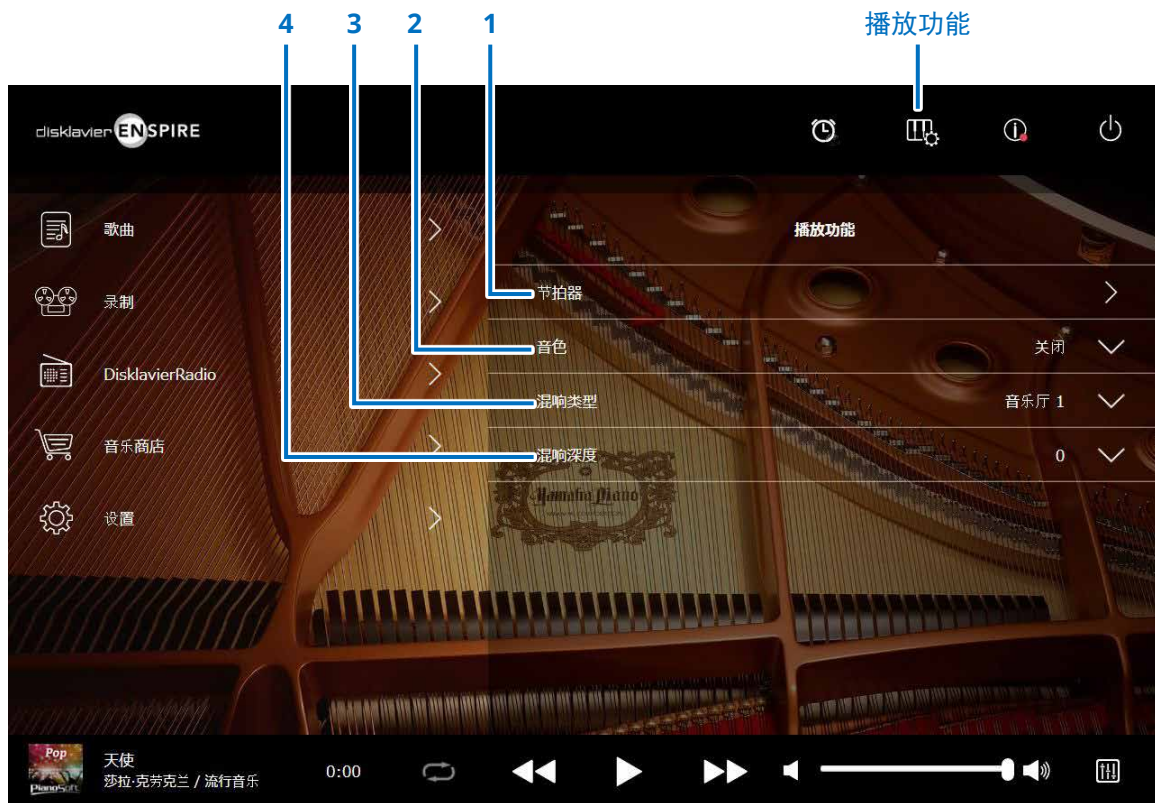 4 3 2 1 播放功能
disklavier ENSPIRE
歌曲
播放功能
录制
节拍器
音色 关闭
DisklavierRadio
混响类型 音乐厅 1
音乐商店
混响深度 0
Yamaha Piano
设置
Pop
PianoSoft
天使
莎拉·克劳克兰 / 流行音乐
0:00